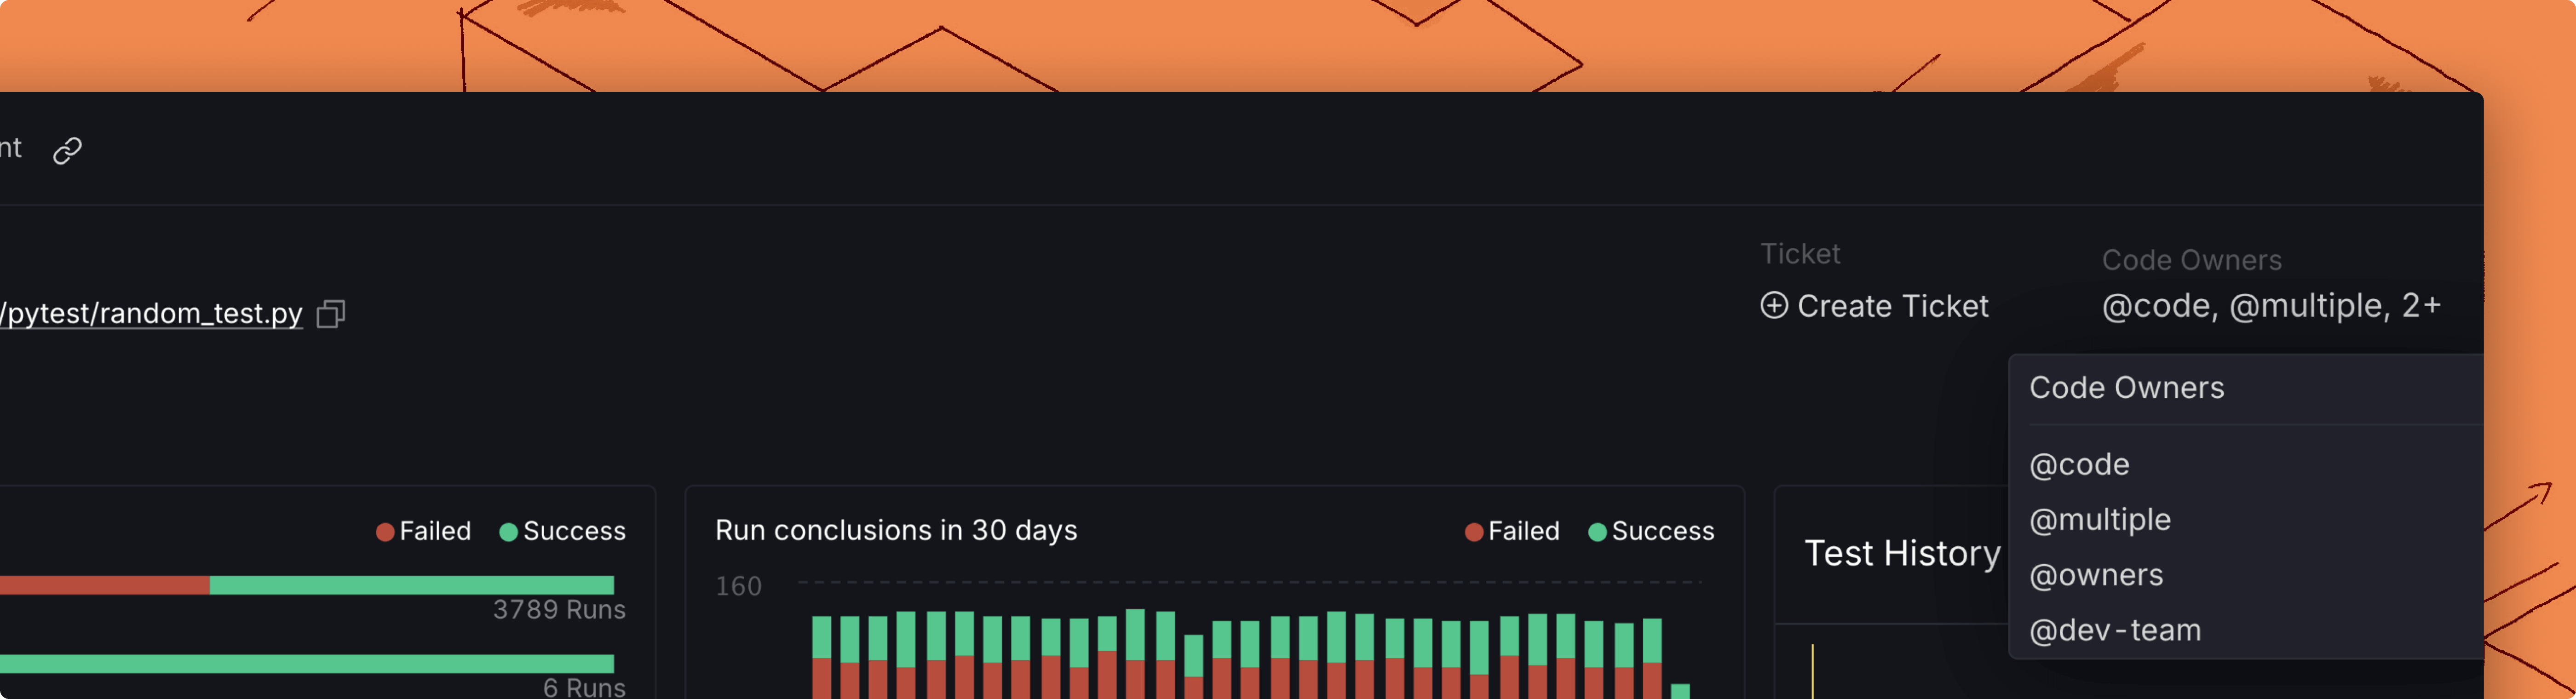 nt
Ticket
Code Owners
/pytest/random_test.py
Create Ticket
@code, @multiple, 2+
Code Owners
@code
@multiple
@owners
@dev-team
Failed
Success
3789 Runs
6 Runs
Run conclusions in 30 days
Failed
Success
160
Test History